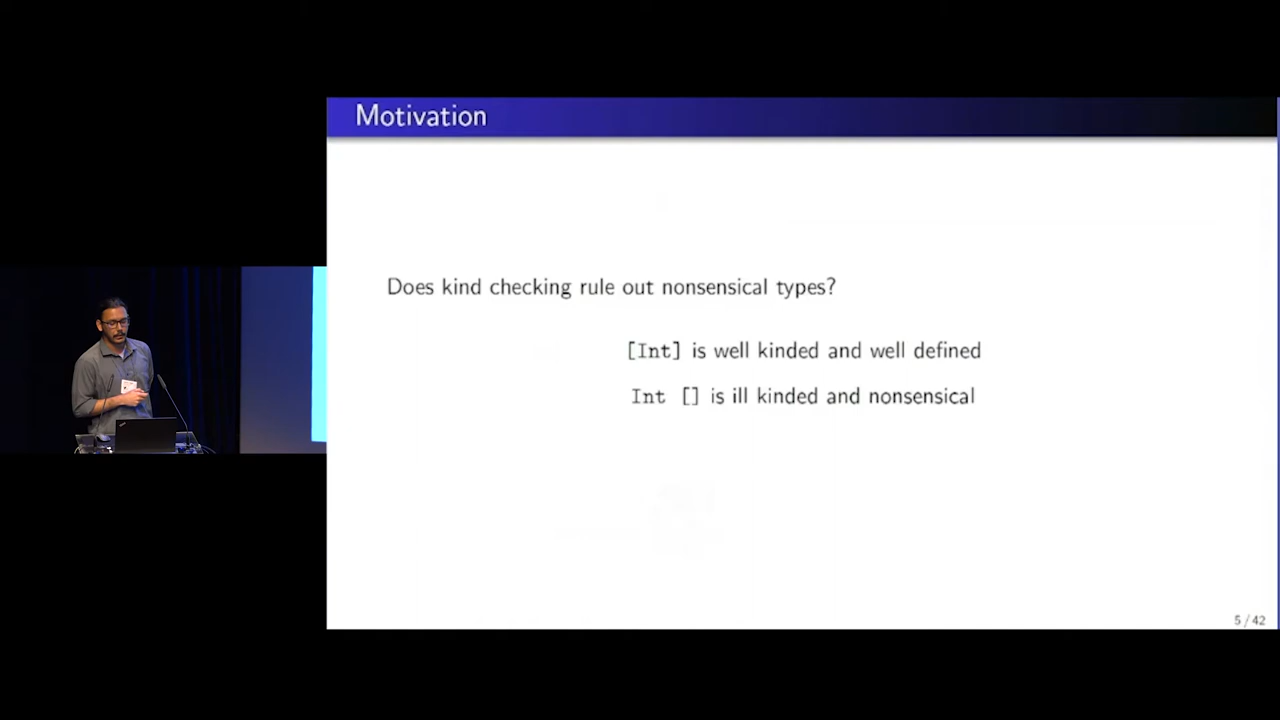 Motivation
Does kind checking rule out nonsensical types?
[Int] is well kinded and well defined
Int [] is ill kinded and nonsensical
5 / 42